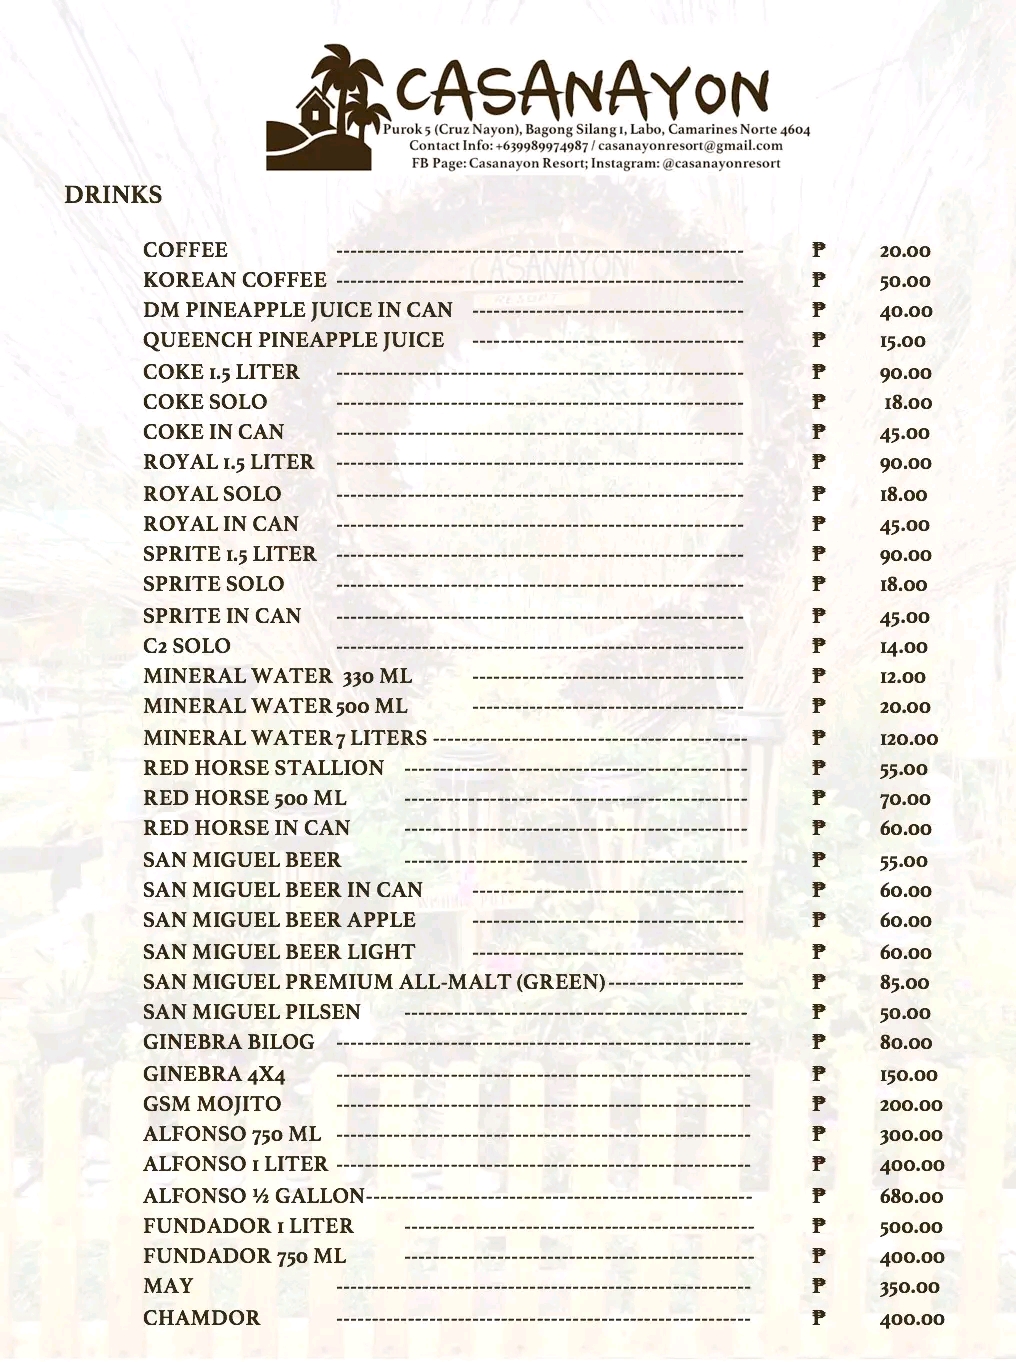 CASANAYON
Purok 5 (Cruz Nayon), Bagong Silang 1, Labo, Camarines Norte 4604
Contact Info: +639989974987 / casanayonresort@gmail.com
FB Page: Casanayon Resort; Instagram: @casanayonresort
DRINKS
CASANAYON
RESORT
COFFEE ---------------------------------------------------------- ₱ 20.00
KOREAN COFFEE ---------------------------------------------------------- ₱ 50.00
DM PINEAPPLE JUICE IN CAN --------------------------------------- ₱ 40.00
QUEENCH PINEAPPLE JUICE --------------------------------------- ₱ 15.00
COKE 1.5 LITER ---------------------------------------------------------- ₱ 90.00
COKE SOLO ---------------------------------------------------------- ₱ 18.00
COKE IN CAN ---------------------------------------------------------- ₱ 45.00
ROYAL 1.5 LITER ---------------------------------------------------------- ₱ 90.00
ROYAL SOLO ---------------------------------------------------------- ₱ 18.00
ROYAL IN CAN ---------------------------------------------------------- ₱ 45.00
SPRITE 1.5 LITER ---------------------------------------------------------- ₱ 90.00
SPRITE SOLO ---------------------------------------------------------- ₱ 18.00
SPRITE IN CAN ---------------------------------------------------------- ₱ 45.00
C2 SOLO ---------------------------------------------------------- ₱ 14.00
MINERAL WATER 330 ML --------------------------------------- ₱ 12.00
MINERAL WATER 500 ML --------------------------------------- ₱ 20.00
MINERAL WATER 7 LITERS --------------------------------------------- ₱ 120.00
RED HORSE STALLION ------------------------------------------------- ₱ 55.00
RED HORSE 500 ML ------------------------------------------------- ₱ 70.00
RED HORSE IN CAN ------------------------------------------------- ₱ 60.00
SAN MIGUEL BEER ------------------------------------------------- ₱ 55.00
SAN MIGUEL BEER IN CAN --------------------------------------- ₱ 60.00
SAN MIGUEL BEER APPLE --------------------------------------- ₱ 60.00
SAN MIGUEL BEER LIGHT --------------------------------------- ₱ 60.00
SAN MIGUEL PREMIUM ALL-MALT (GREEN) ------------------- ₱ 85.00
SAN MIGUEL PILSEN ------------------------------------------------- ₱ 50.00
GINEBRA BILOG ----------------------------------------------------------- ₱ 80.00
GINEBRA 4X4 ----------------------------------------------------------- ₱ 150.00
GSM MOJITO ----------------------------------------------------------- ₱ 200.00
ALFONSO 750 ML ----------------------------------------------------------- ₱ 300.00
ALFONSO 1 LITER ----------------------------------------------------------- ₱ 400.00
ALFONSO ½ GALLON------------------------------------------------------- ₱ 680.00
FUNDADOR 1 LITER -------------------------------------------------- ₱ 500.00
FUNDADOR 750 ML -------------------------------------------------- ₱ 400.00
MAY ----------------------------------------------------------- ₱ 350.00
CHAMDOR ----------------------------------------------------------- ₱ 400.00